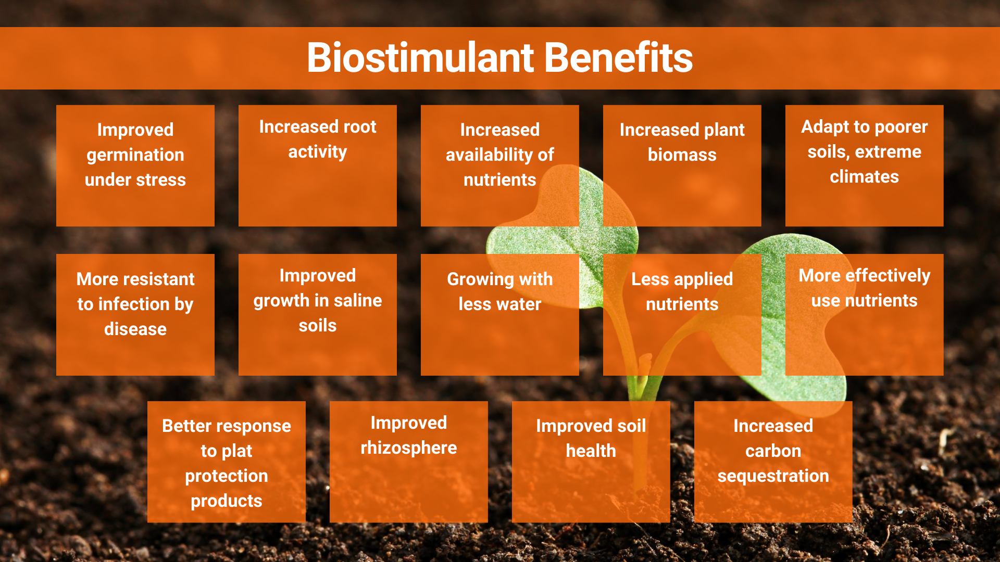 Biostimulant Benefits
Improved
germination
under stress
Increased root
activity
Increased
availability of
nutrients
Increased plant
biomass
Adapt to poorer
soils, extreme
climates
More resistant
to infection by
disease
Improved
growth in saline
soils
Growing with
less water
Less applied
nutrients
More effectively
use nutrients
Better response
to plat
protection
products
Improved
rhizosphere
Improved soil
health
Increased
carbon
sequestration